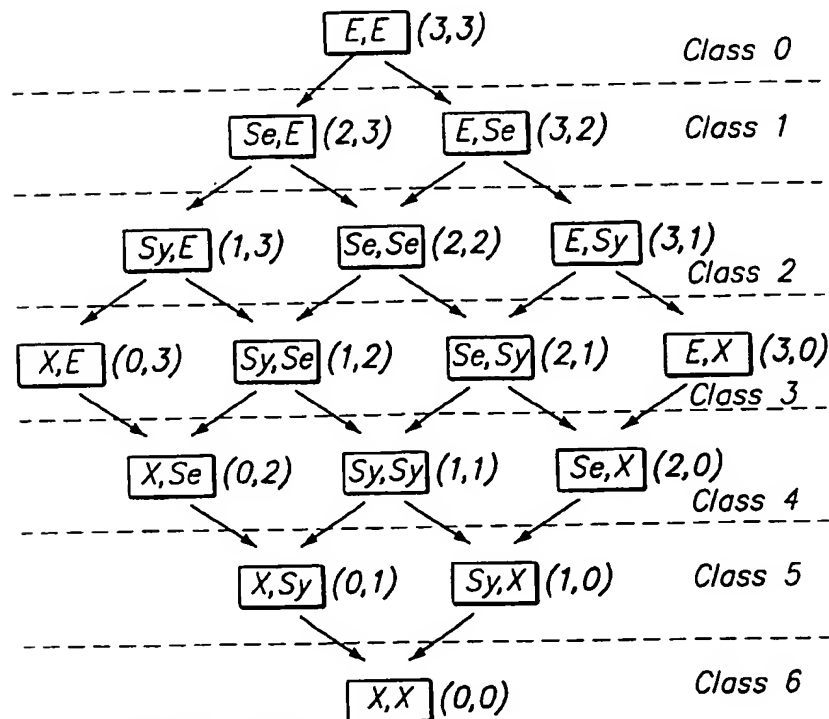 E,E (3,3)
Class 0
Se,E (2,3) E,Se (3,2) Class 1
Sy,E (1,3) Se,Se (2,2) E,Sy (3,1)
Class 2
X,E (0,3) Sy,Se (1,2) Se,Sy (2,1) E,X (3,0)
Class 3
X,Se (0,2) Sy,Sy (1,1) Se,X (2,0)
Class 4
X,Sy (0,1) Sy,X (1,0) Class 5
X,X (0,0) Class 6